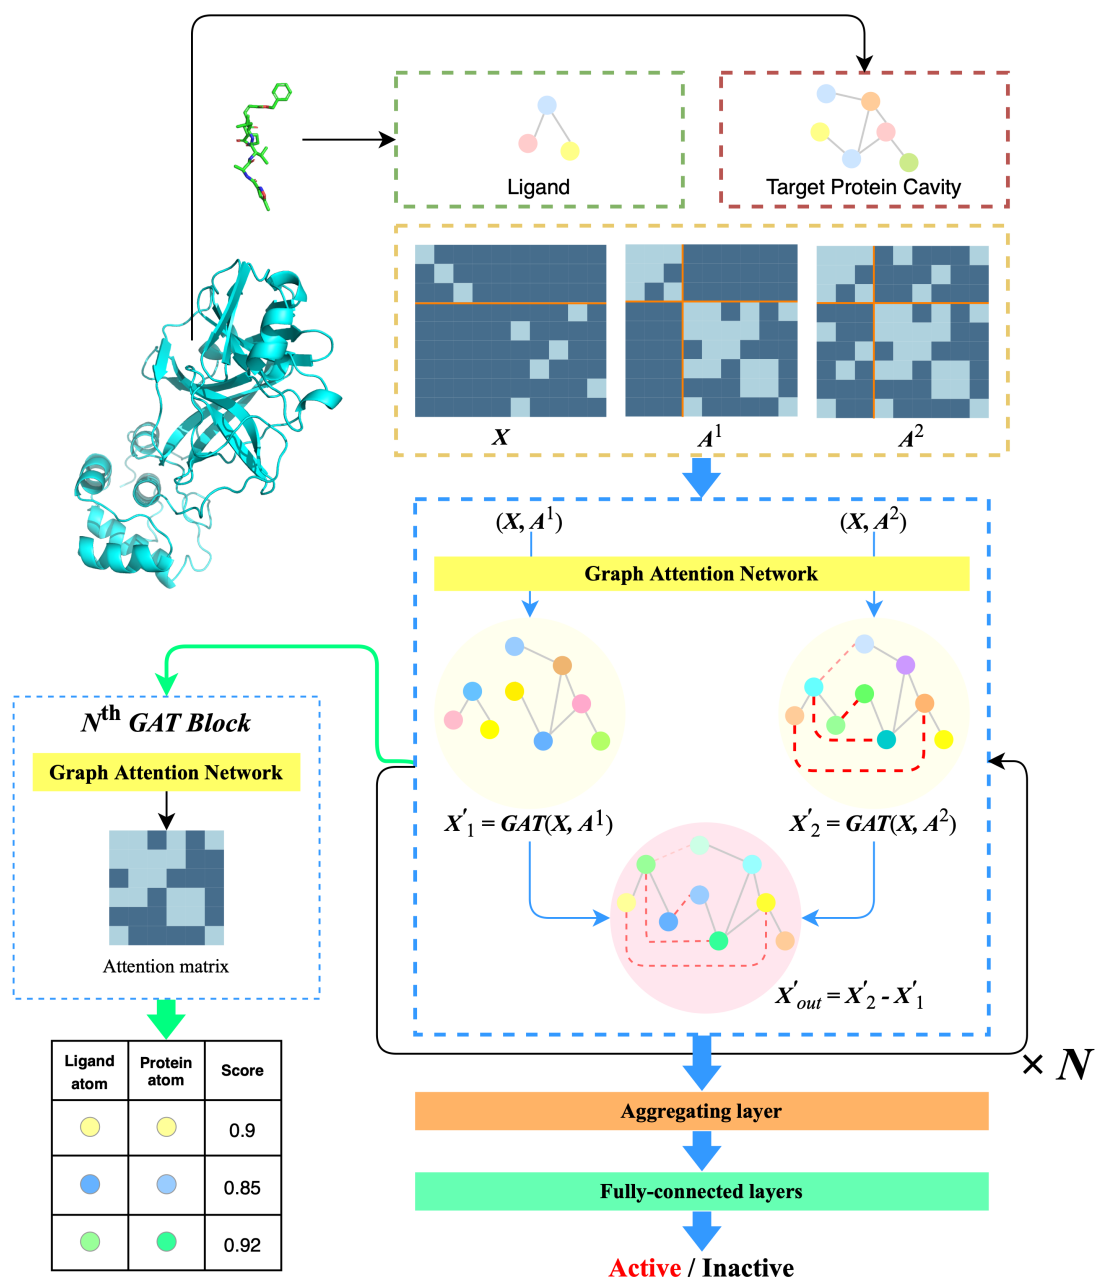 Ligand
Target Protein Cavity
X
A¹
A²
(X, A¹)
(X, A²)
Graph Attention Network
Nth GAT Block
Graph Attention Network
Attention matrix
X'₁ = GAT(X, A¹)
X'₂ = GAT(X, A²)
X'out = X'₂ - X'₁
× N
Ligand atom
Protein atom
Score
0.9
0.85
0.92
Aggregating layer
Fully-connected layers
Active / Inactive